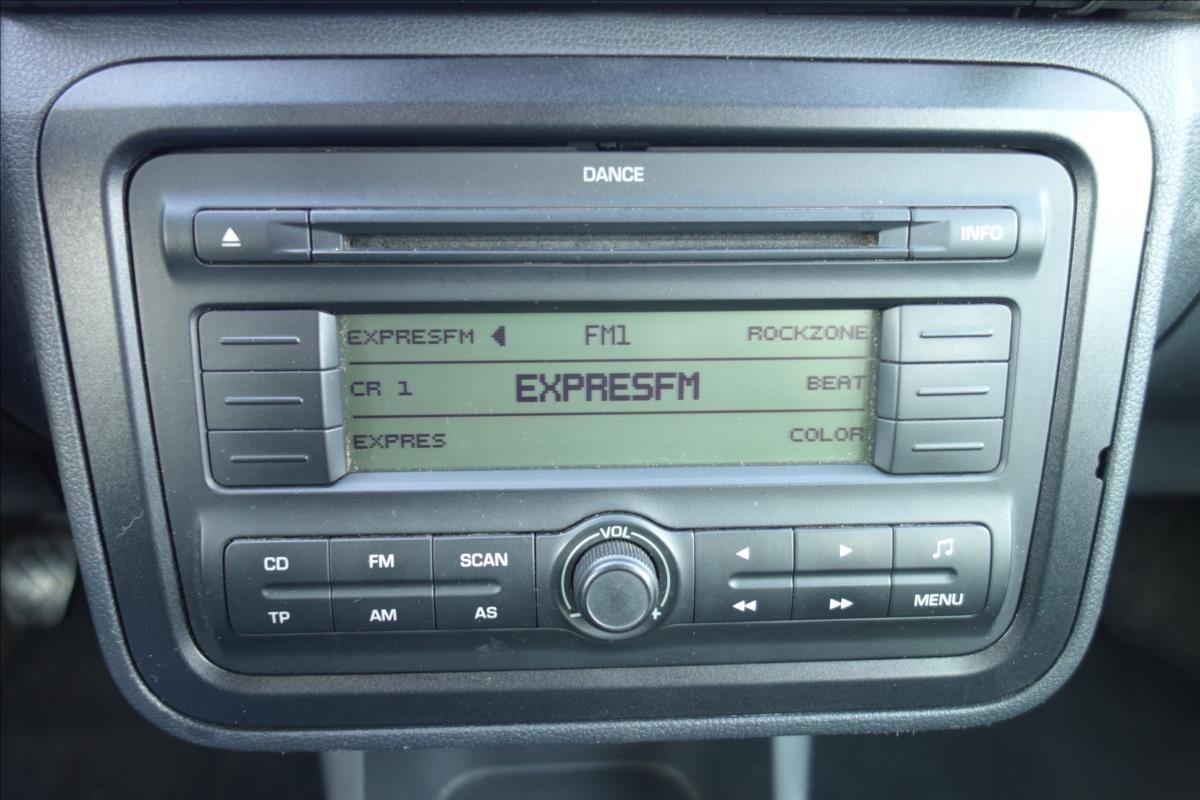 DANCE
INFO
EXPRESFM FM1 ROCKZONE
CR 1 EXPRESFM BEAT
EXPRES COLOR
VOL
CD FM SCAN
TP AM AS MENU
- +